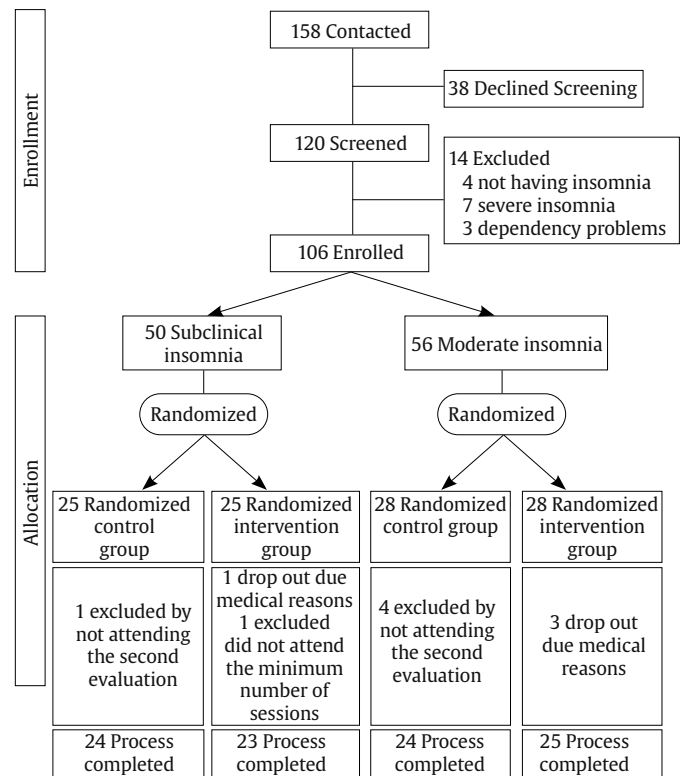 Enrollment
158 Contacted
38 Declined Screening
120 Screened
14 Excluded
4 not having insomnia
7 severe insomnia
3 dependency problems
106 Enrolled
Allocation
50 Subclinical
insomnia
56 Moderate insomnia
Randomized
Randomized
25 Randomized
control
group
25 Randomized
intervention
group
28 Randomized
control group
28 Randomized
intervention
group
1 excluded by
not attending
the second
evaluation
1 drop out due
medical reasons
1 excluded
did not attend
the minimum
number of
sessions
4 excluded by
not attending
the second
evaluation
3 drop out
due medical
reasons
24 Process
completed
23 Process
completed
24 Process
completed
25 Process
completed